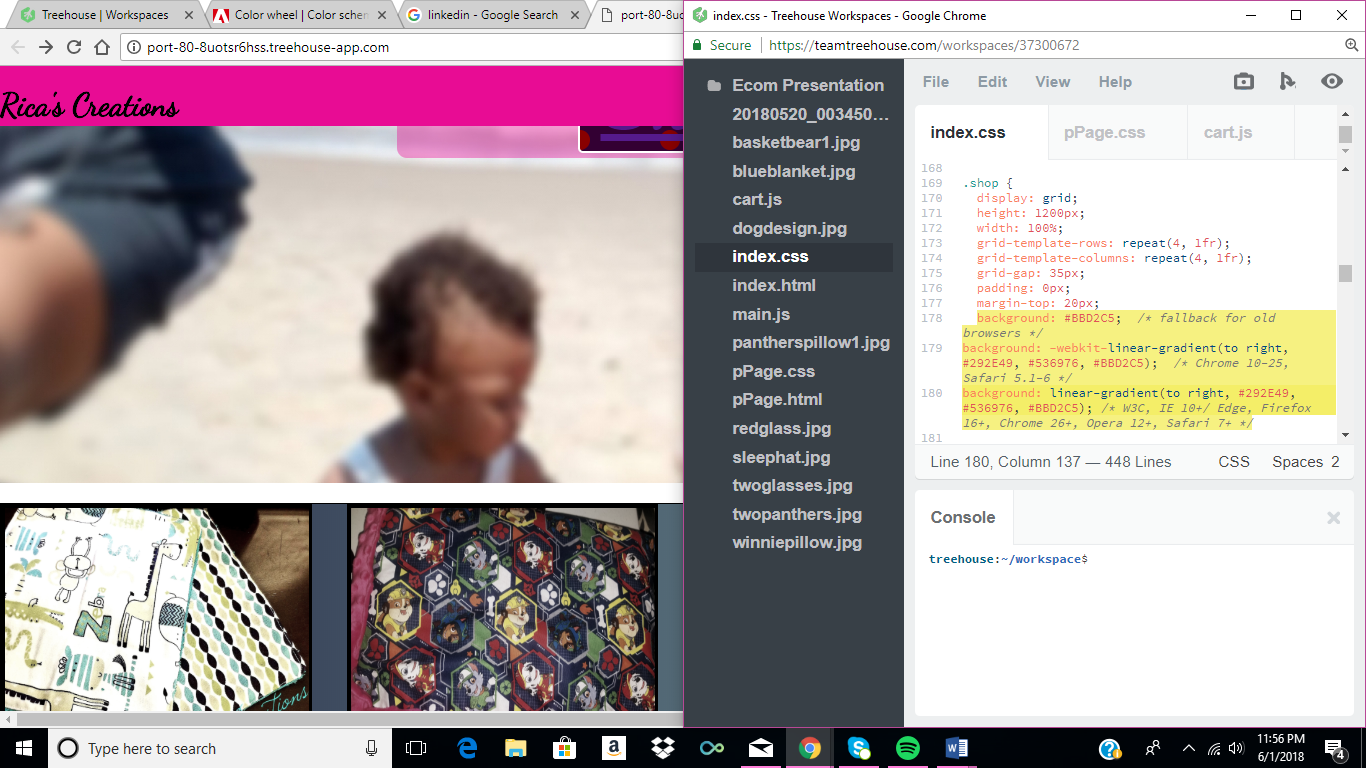 Treehouse | Workspaces
Color wheel | Color schem
linkedin - Google Search
port-80-8uo
port-80-8uotsr6hss.treehouse-app.com
Rica's Creations
index.css - Treehouse Workspaces - Google Chrome
Secure
https://teamtreehouse.com/workspaces/37300672
Ecom Presentation
20180520_003450...
basketbear1.jpg
blueblanket.jpg
cart.js
dogdesign.jpg
index.css
index.html
main.js
pantherspillow1.jpg
pPage.css
pPage.html
redglass.jpg
sleephat.jpg
twoglasses.jpg
twopanthers.jpg
winniepillow.jpg
File Edit View Help
index.css pPage.css cart.js
168
169 .shop {
170 display: grid;
171 height: 1200px;
172 width: 100%;
173 grid-template-rows: repeat(4, 1fr);
174 grid-template-columns: repeat(4, 1fr);
175 grid-gap: 35px;
176 padding: 0px;
177 margin-top: 20px;
178 background: #BBD2C5; /* fallback for old
browsers */
179 background: -webkit-linear-gradient(to right,
#292E49, #536976, #BBD2C5); /* Chrome 10-25,
Safari 5.1-6 */
180 background: linear-gradient(to right, #292E49,
#536976, #BBD2C5); /* W3C, IE 10+/ Edge, Firefox
16+, Chrome 26+, Opera 12+, Safari 7+ */
181
Line 180, Column 137 — 448 Lines CSS Spaces 2
Console
treehouse:~/workspace$
Type here to search
11:56 PM
6/1/2018
4